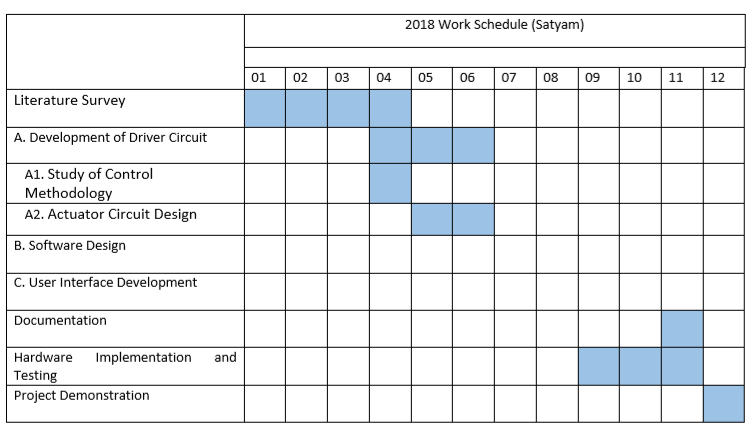 2018 Work Schedule (Satyam)
01 02 03 04 05 06 07 08 09 10 11 12
Literature Survey
A. Development of Driver Circuit
A1. Study of Control
Methodology
A2. Actuator Circuit Design
B. Software Design
C. User Interface Development
Documentation
Hardware Implementation and
Testing
Project Demonstration